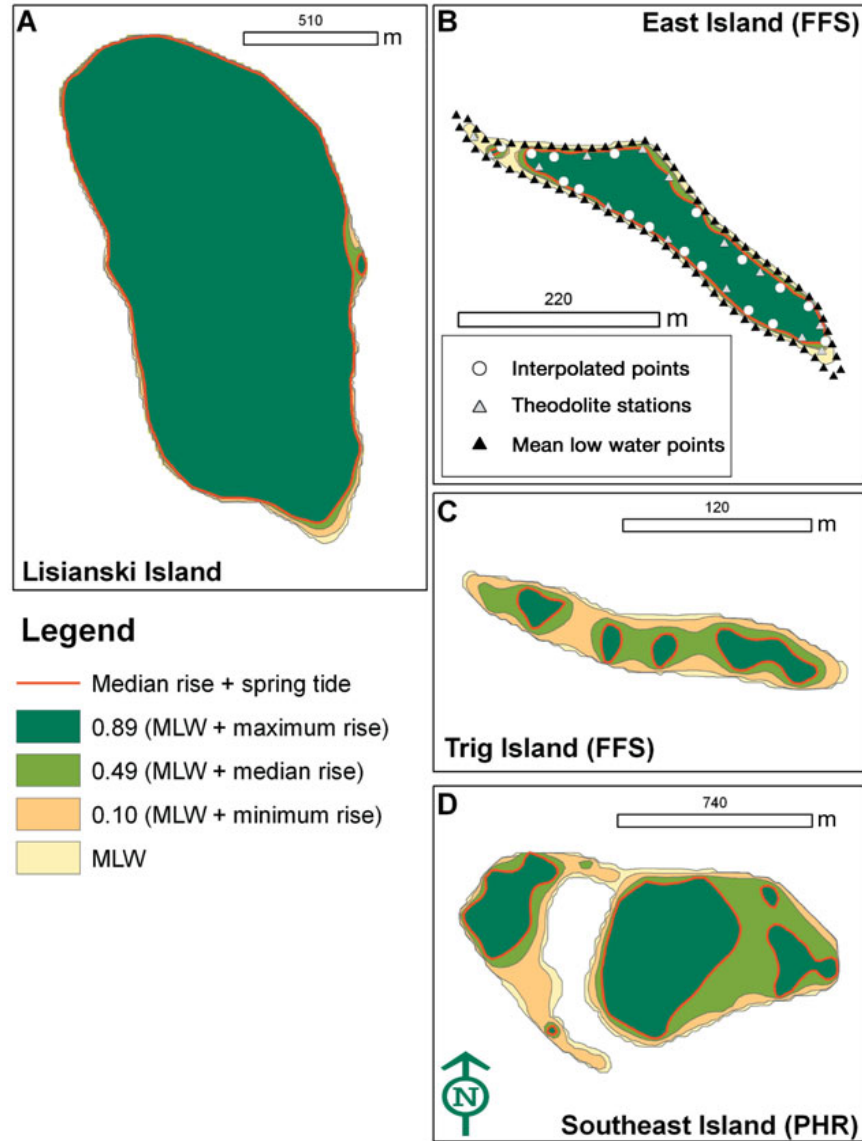 A
510
m
Lisianski Island
B
East Island (FFS)
220
m
Interpolated points
Theodolite stations
Mean low water points
C
120
m
Trig Island (FFS)
D
740
m
N
Southeast Island (PHR)
Legend
Median rise + spring tide
0.89 (MLW + maximum rise)
0.49 (MLW + median rise)
0.10 (MLW + minimum rise)
MLW